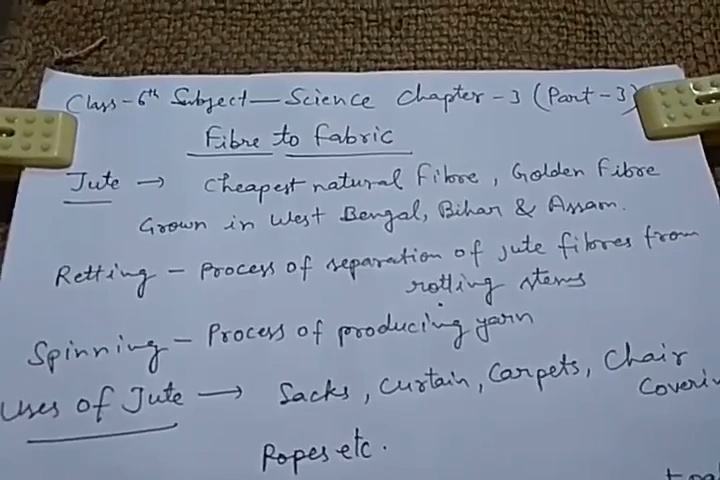 Class-6th Subject — Science Chapter-3 (Part-3)
Fibre to Fabric
Jute → Cheapest natural Fibre, Golden Fibre
Grown in West Bengal, Bihar & Assam.
Retting - Process of separation of jute fibres from
rotting stems
Spinning - Process of producing yarn
Uses of Jute → Sacks, Curtain, Carpets, Chair
Coverin
Ropes etc.